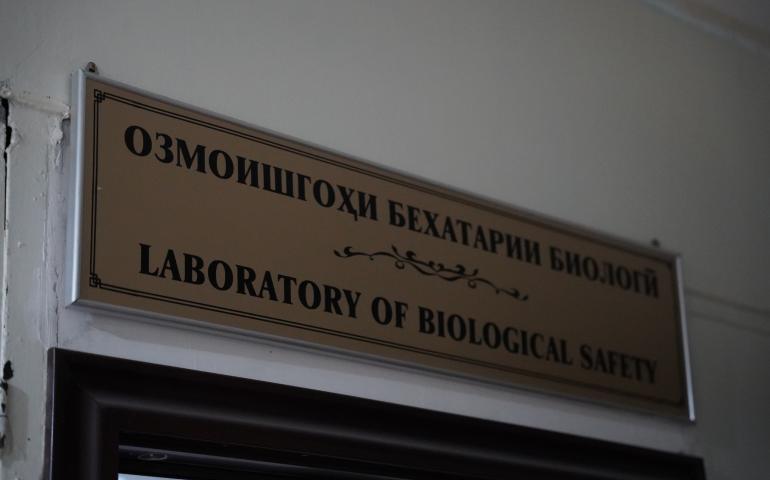 ОЗМОИШГОҲИ БЕХАТАРИИ БИОЛОГӢ
LABORATORY OF BIOLOGICAL SAFETY